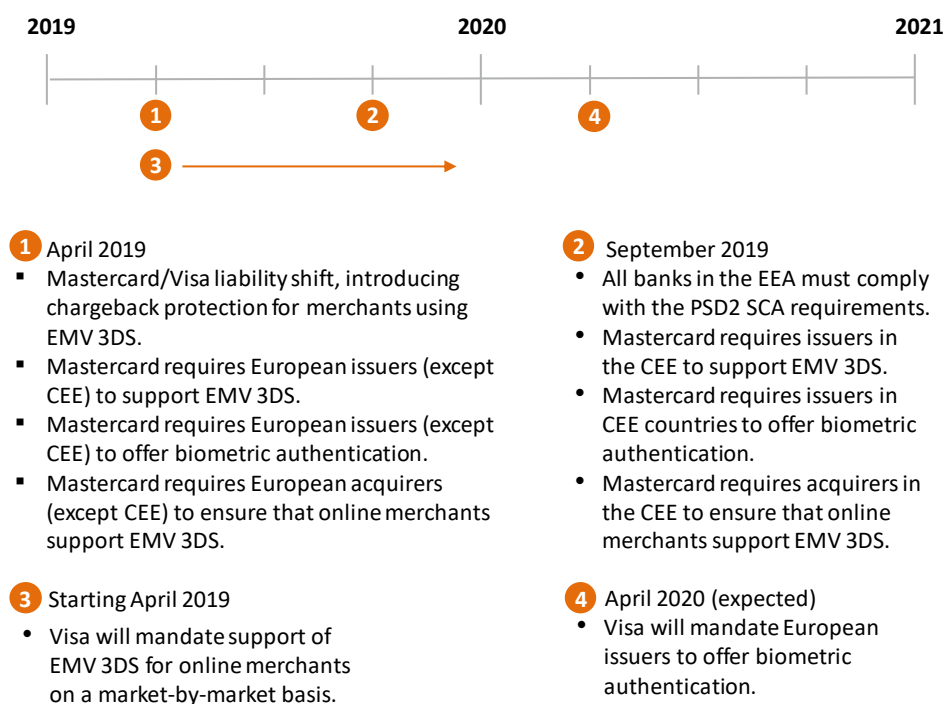 2019
2020
2021
1
2
4
3
1 April 2019
▪ Mastercard/Visa liability shift, introducing
chargeback protection for merchants using
EMV 3DS.
▪ Mastercard requires European issuers (except
CEE) to support EMV 3DS.
▪ Mastercard requires European issuers (except
CEE) to offer biometric authentication.
▪ Mastercard requires European acquirers
(except CEE) to ensure that online merchants
support EMV 3DS.
2 September 2019
• All banks in the EEA must comply
with the PSD2 SCA requirements.
• Mastercard requires issuers in
the CEE to support EMV 3DS.
• Mastercard requires issuers in
CEE countries to offer biometric
authentication.
• Mastercard requires acquirers in
the CEE to ensure that online
merchants support EMV 3DS.
3 Starting April 2019
• Visa will mandate support of
EMV 3DS for online merchants
on a market-by-market basis.
4 April 2020 (expected)
• Visa will mandate European
issuers to offer biometric
authentication.